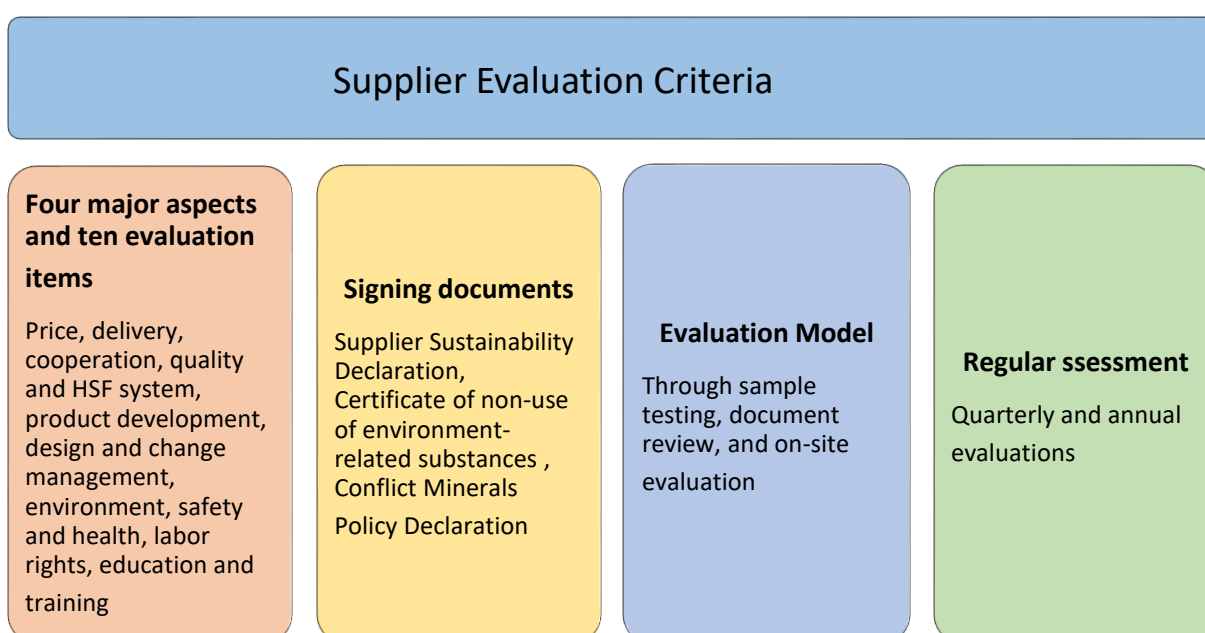 Supplier Evaluation Criteria
Four major aspects
and ten evaluation
items
Price, delivery,
cooperation, quality
and HSF system,
product development,
design and change
management,
environment, safety
and health, labor
rights, education and
training
Signing documents
Supplier Sustainability
Declaration,
Certificate of non-use
of environment-
related substances ,
Conflict Minerals
Policy Declaration
Evaluation Model
Through sample
testing, document
review, and on-site
evaluation
Regular ssessment
Quarterly and annual
evaluations